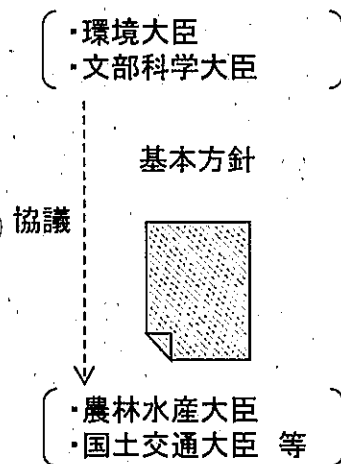 ・環境大臣
・文部科学大臣
基本方針
協議
・農林水産大臣
・国土交通大臣 等